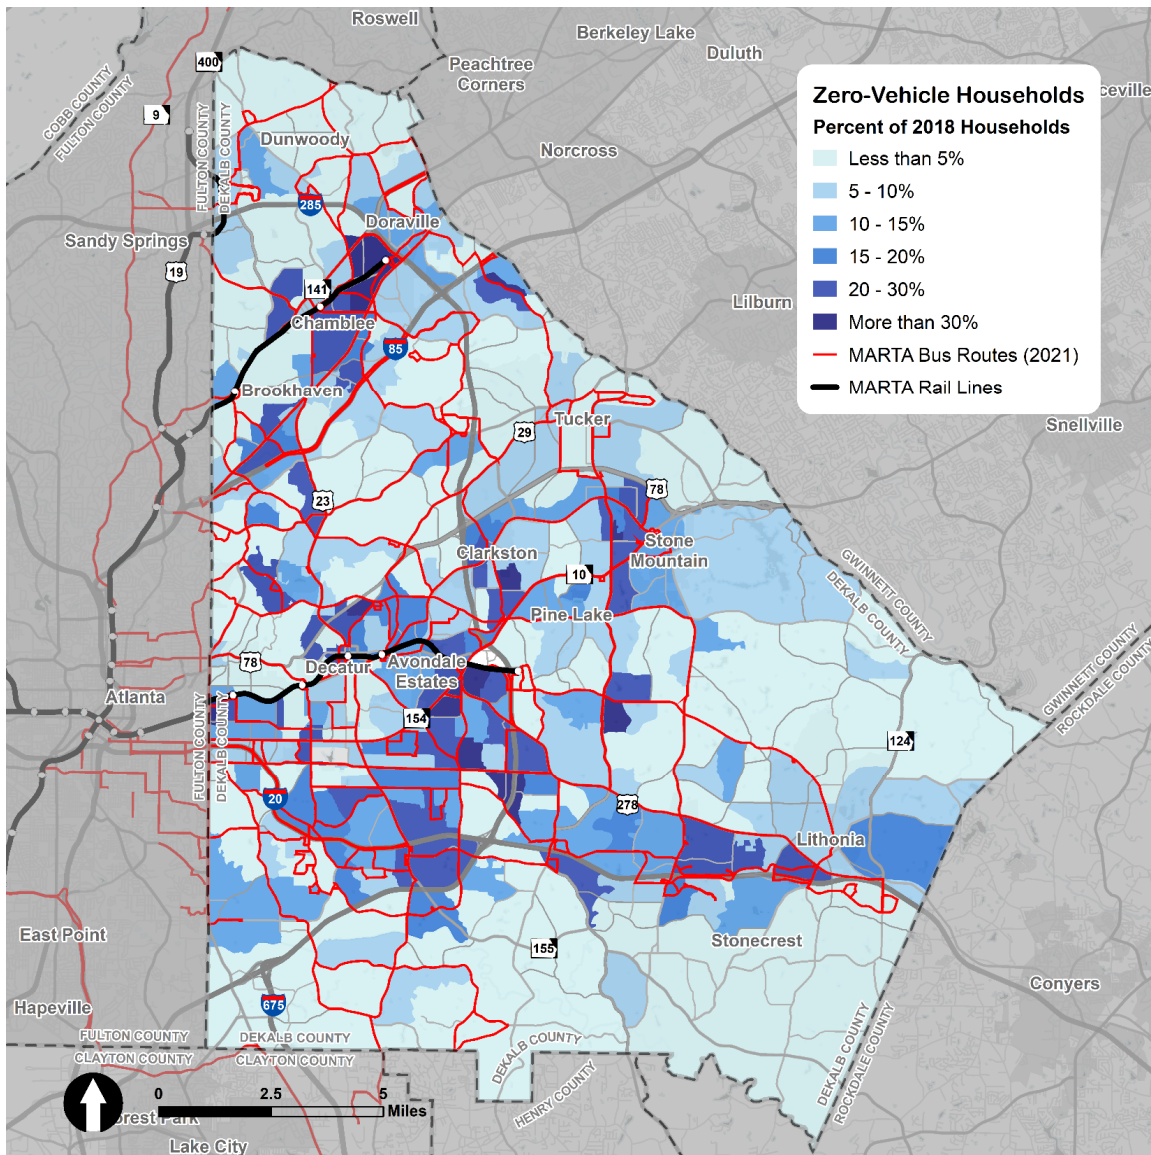 Roswell
Berkeley Lake
Duluth
Peachtree
Corners
400
COBB COUNTY
FULTON COUNTY
9
FULTON COUNTY
DEKALB COUNTY
Dunwoody
Norcross
Zero-Vehicle Households
Percent of 2018 Households
Less than 5%
5 - 10%
10 - 15%
15 - 20%
20 - 30%
More than 30%
MARTA Bus Routes (2021)
MARTA Rail Lines
ceville
285
Doraville
Sandy Springs
19
141
Lilburn
Chamblee
85
Brookhaven
Tucker
29
Snellville
78
23
Clarkston
Stone
Mountain
10
GWINNETT COUNTY
DEKALB COUNTY
Pine Lake
GWINNETT COUNTY
ROCKDALE COUNTY
78
Decatur
Avondale
Estates
Atlanta
154
124
FULTON COUNTY
DEKALB COUNTY
20
278
Lithonia
East Point
155
Stonecrest
Conyers
Hapeville
675
FULTON COUNTY
DEKALB COUNTY
CLAYTON COUNTY
CLAYTON COUNTY
DEKALB COUNTY
HENRY COUNTY
DEKALB COUNTY
ROCKDALE COUNTY
0
2.5
5
Miles
orest Park
Lake City